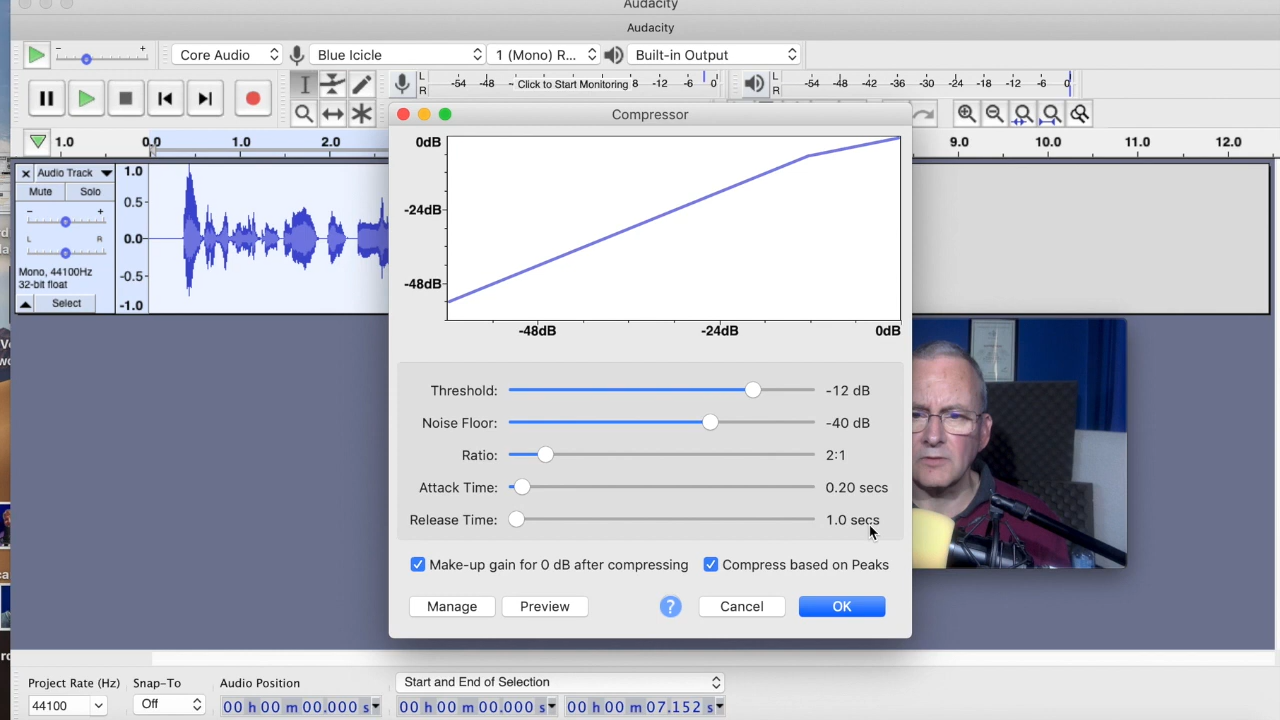 Audacity
Audacity
- +
Core Audio
Blue Icicle
1 (Mono) R...
Built-in Output
L
R
-54 -48 - Click to Start Monitoring 8 -12 -6 0
L
R
-54 -48 -42 -36 -30 -24 -18 -12 -6 0
Compressor
1.0 0.0 1.0 2.0 9.0 10.0 11.0 12.0
× Audio Track
Mute Solo
- +
L R
Mono, 44100Hz
32-bit float
Select
1.0
0.5
0.0
-0.5
-1.0
0dB
-24dB
-48dB
-48dB -24dB 0dB
Threshold: -12 dB
Noise Floor: -40 dB
Ratio: 2:1
Attack Time: 0.20 secs
Release Time: 1.0 secs
Make-up gain for 0 dB after compressing
Compress based on Peaks
Manage Preview ? Cancel OK
Project Rate (Hz) Snap-To Audio Position Start and End of Selection
44100 Off 00 h 00 m 00.000 s 00 h 00 m 00.000 s 00 h 00 m 07.152 s